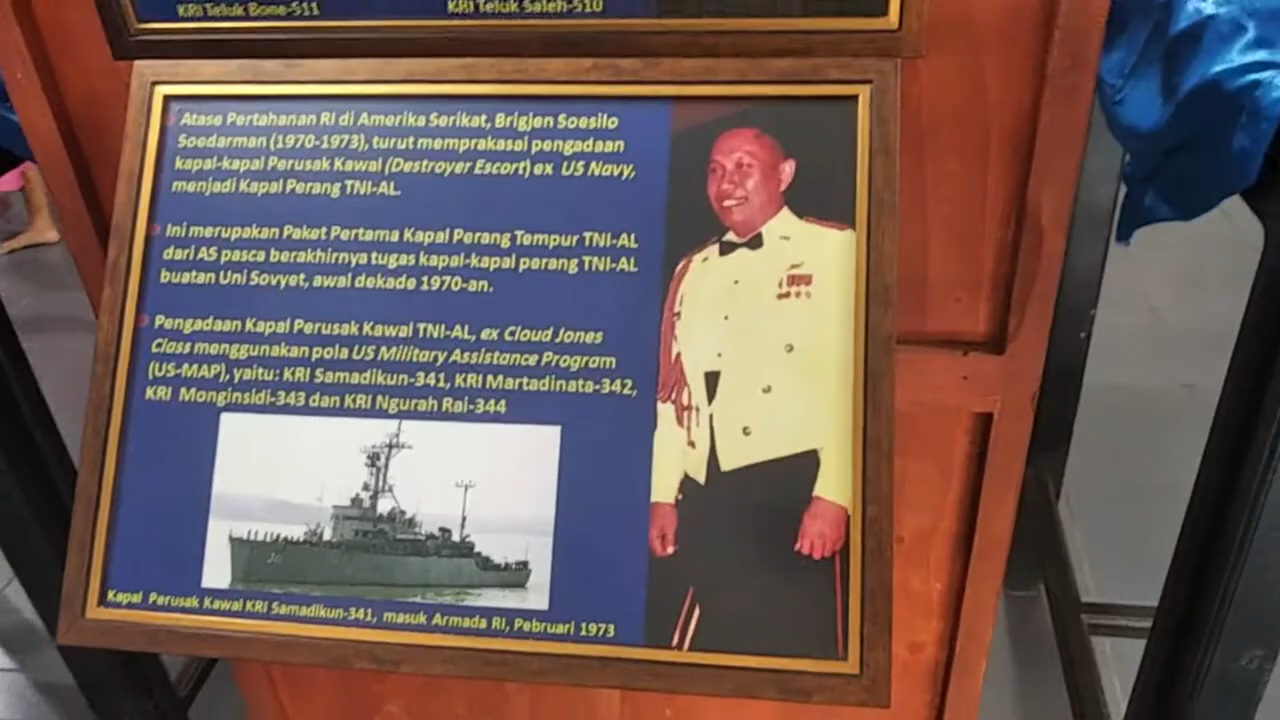 KRI Teluk Bone-511
KRI Teluk Saleh-510
Atase Pertahanan RI di Amerika Serikat, Brigjen Soesilo
Soedarman (1970-1973), turut memprakasai pengadaan
kapal-kapal Perusak Kawal (Destroyer Escort) ex US Navy,
menjadi Kapal Perang TNI-AL.
Ini merupakan Paket Pertama Kapal Perang Tempur TNI-AL
dari AS pasca berakhirnya tugas kapal-kapal perang TNI-AL
buatan Uni Sovyet, awal dekade 1970-an.
Pengadaan Kapal Perusak Kawal TNI-AL, ex Cloud Jones
Class menggunakan pola US Military Assistance Program
(US-MAP), yaitu: KRI Samadikun-341, KRI Martadinata-342,
KRI Monginsidi-343 dan KRI Ngurah Rai-344
Kapal Perusak Kawal KRI Samadikun-341, masuk Armada RI, Pebruari 1973